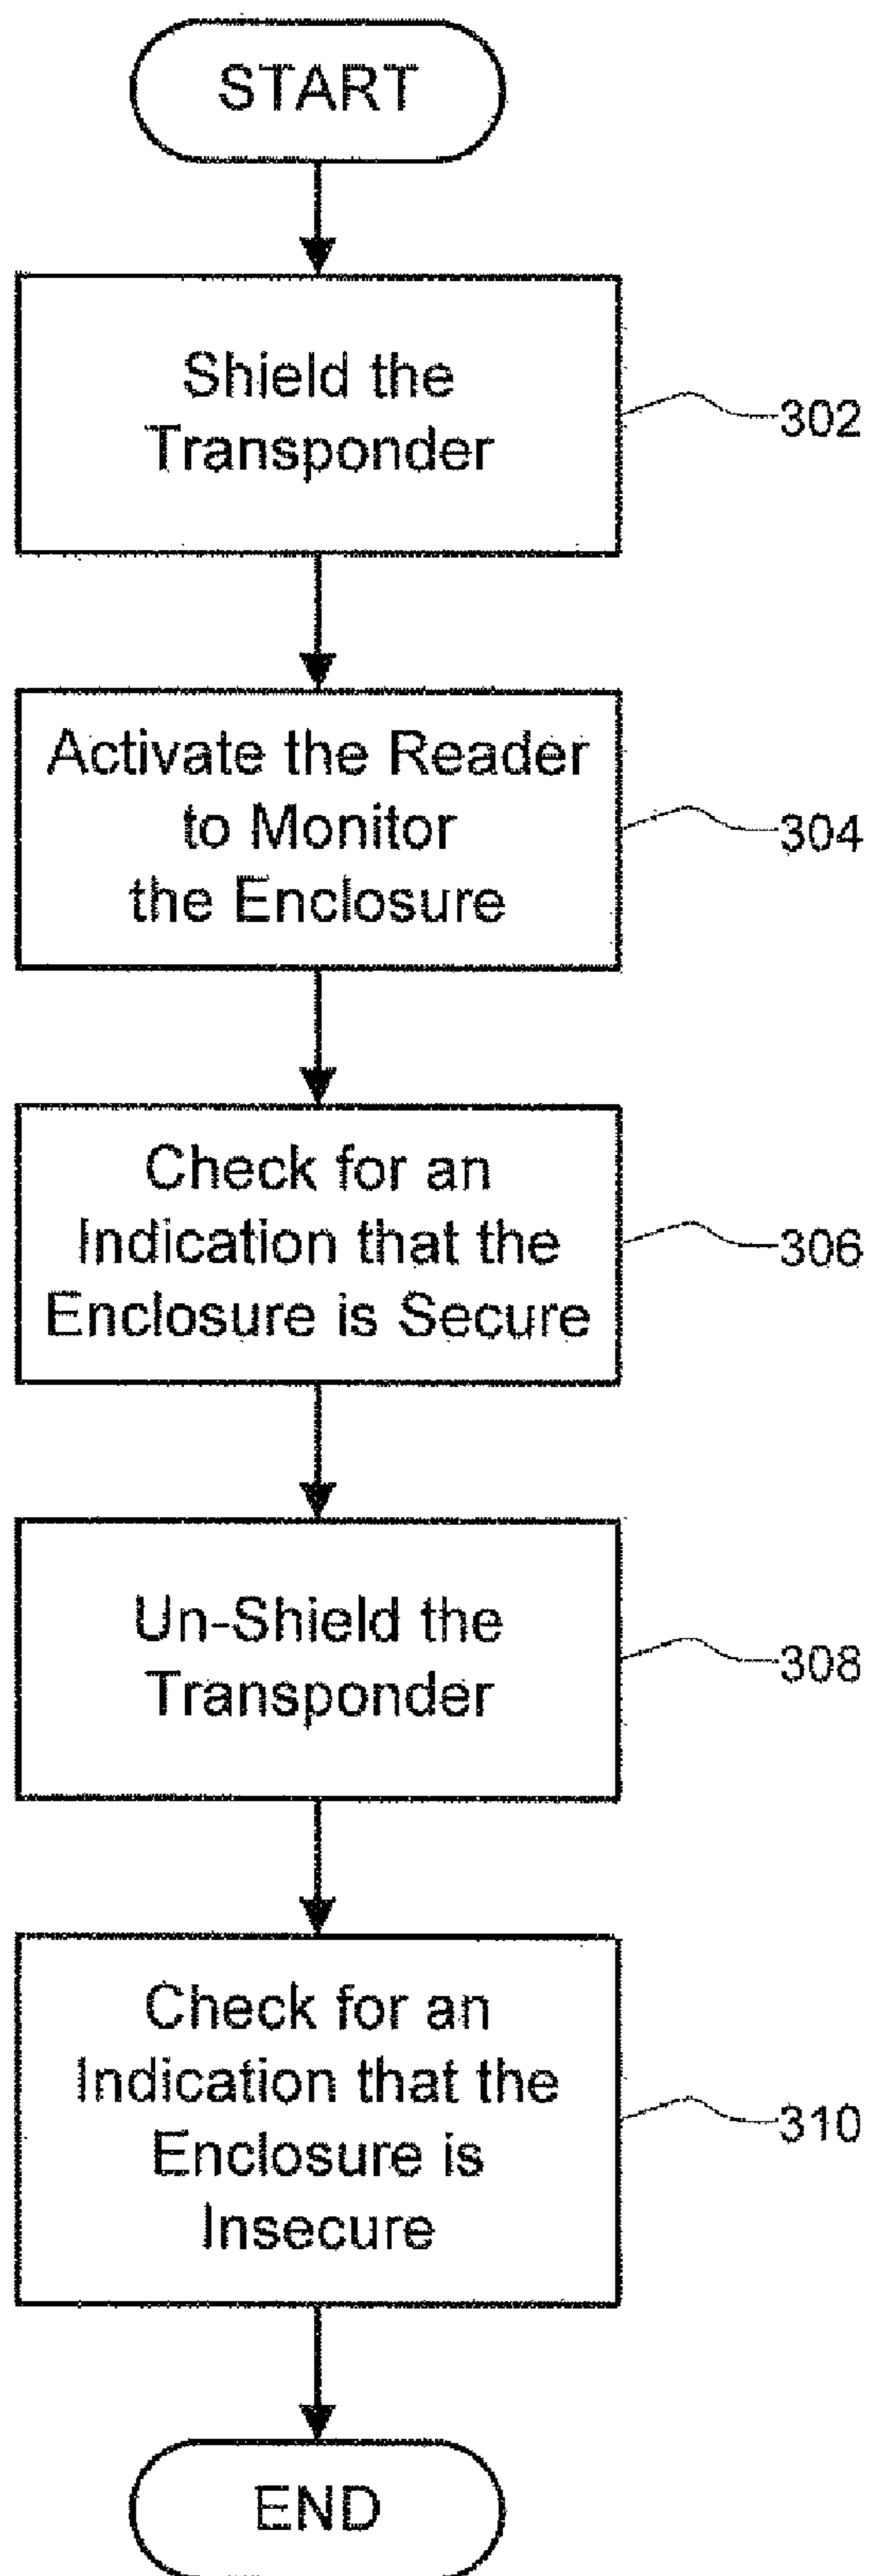 START
Shield the
Transponder
302
Activate the Reader
to Monitor
the Enclosure
304
Check for an
Indication that the
Enclosure is Secure
306
Un-Shield the
Transponder
308
Check for an
Indication that the
Enclosure is
Insecure
310
END